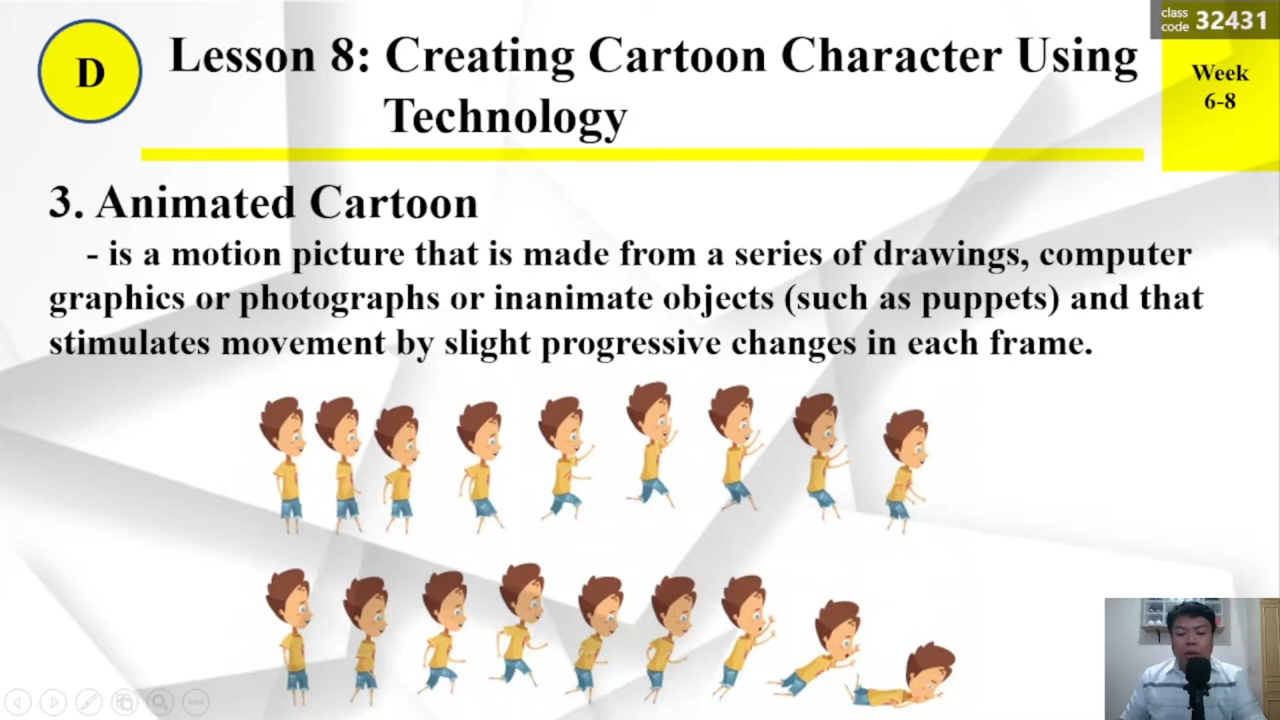 class
code 32431
D
Lesson 8: Creating Cartoon Character Using
Technology
Week
6-8
3. Animated Cartoon
- is a motion picture that is made from a series of drawings, computer
graphics or photographs or inanimate objects (such as puppets) and that
stimulates movement by slight progressive changes in each frame.